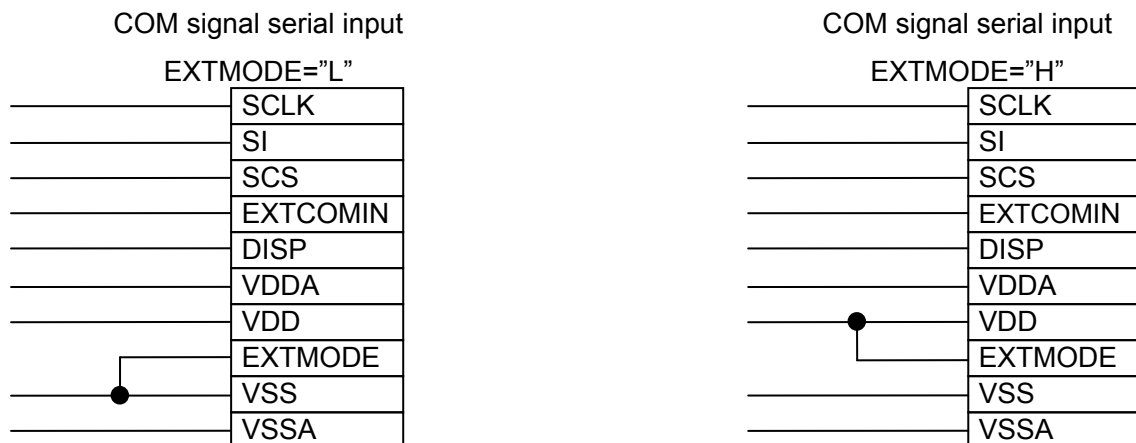 COM signal serial input
EXTMODE=”L”
SCLK
SI
SCS
EXTCOMIN
DISP
VDDA
VDD
EXTMODE
VSS
VSSA
COM signal serial input
EXTMODE=”H”
SCLK
SI
SCS
EXTCOMIN
DISP
VDDA
VDD
EXTMODE
VSS
VSSA